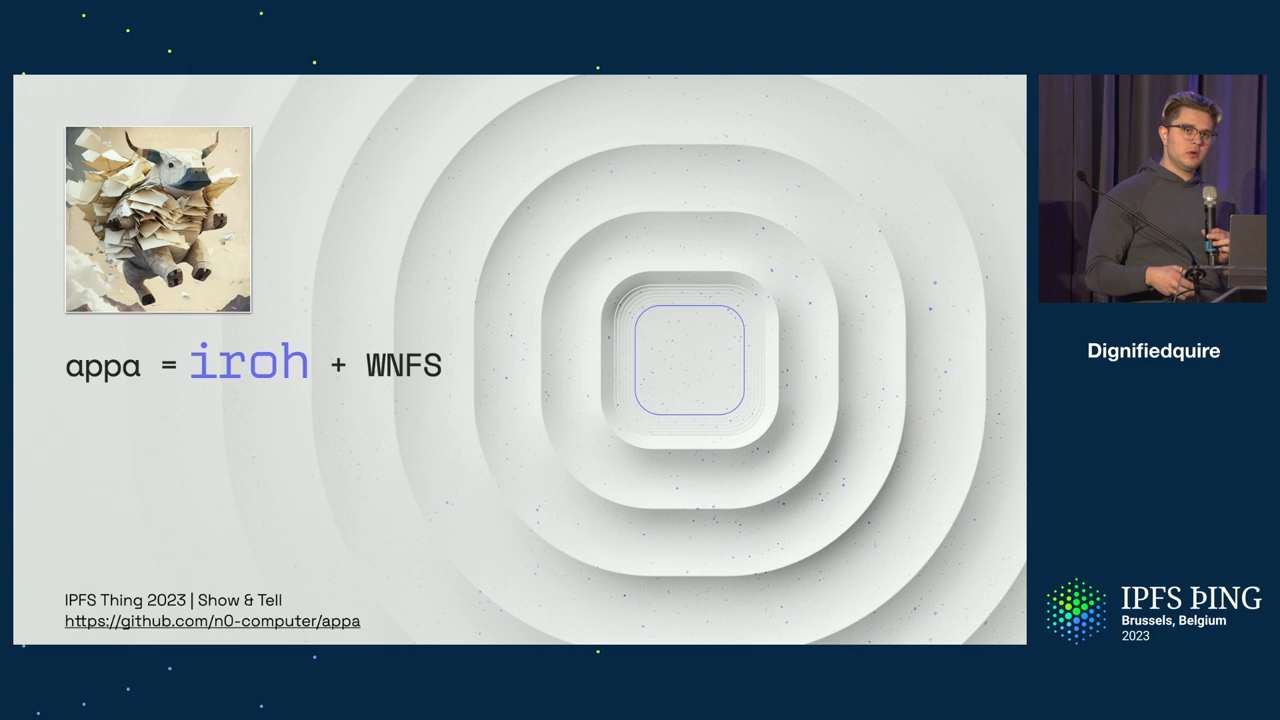 appa = iroh + WNFS
IPFS Thing 2023 | Show & Tell
https://github.com/n0-computer/appa
Dignifiedquire
IPFS ÞING
Brussels, Belgium
2023